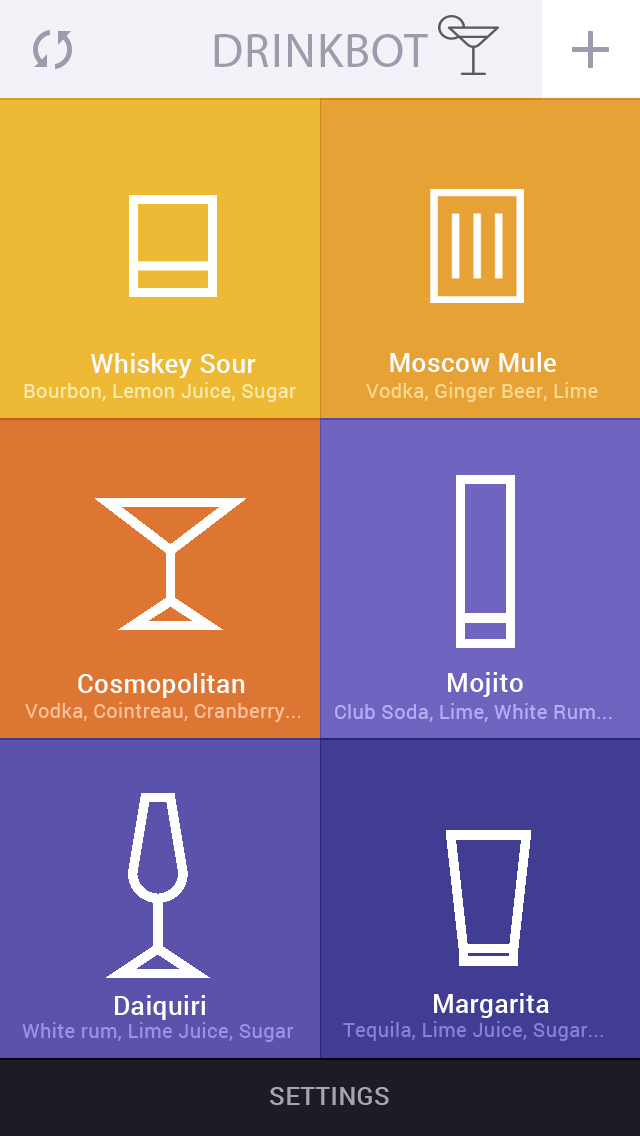 DRINKBOT
Whiskey Sour
Bourbon, Lemon Juice, Sugar
Moscow Mule
Vodka, Ginger Beer, Lime
Cosmopolitan
Vodka, Cointreau, Cranberry...
Mojito
Club Soda, Lime, White Rum...
Daiquiri
White rum, Lime Juice, Sugar
Margarita
Tequila, Lime Juice, Sugar...
SETTINGS